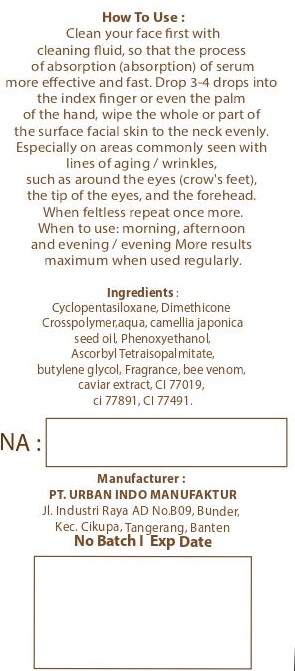 How To Use :
Clean your face first with
cleaning fluid, so that the process
of absorption (absorption) of serum
more effective and fast. Drop 3-4 drops into
the index finger or even the palm
of the hand, wipe the whole or part of
the surface facial skin to the neck evenly.
Especially on areas commonly seen with
lines of aging / wrinkles,
such as around the eyes (crow's feet),
the tip of the eyes, and the forehead.
When feltless repeat once more.
When to use: morning, afternoon
and evening / evening More results
maximum when used regularly.
Ingredients :
Cyclopentasiloxane, Dimethicone
Crosspolymer,aqua, camellia japonica
seed oil, Phenoxyethanol,
Ascorbyl Tetraisopalmitate,
butylene glycol, Fragrance, bee venom,
caviar extract, CI 77019,
ci 77891, CI 77491.
NA :
Manufacturer :
PT. URBAN INDO MANUFAKTUR
Jl. Industri Raya AD No.B09, Bunder,
Kec. Cikupa, Tangerang, Banten
No Batch I Exp Date